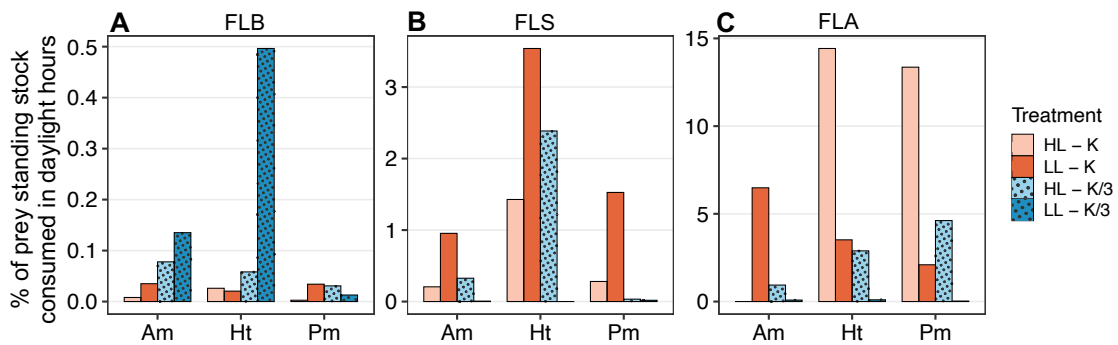 A FLB
B FLS
C FLA
% of prey standing stock
consumed in daylight hours
0.5
0.4
0.3
0.2
0.1
0.0
Am Ht Pm
3
2
1
0
Am Ht Pm
15
10
5
0
Am Ht Pm
Treatment
HL − K
LL − K
HL − K/3
LL − K/3